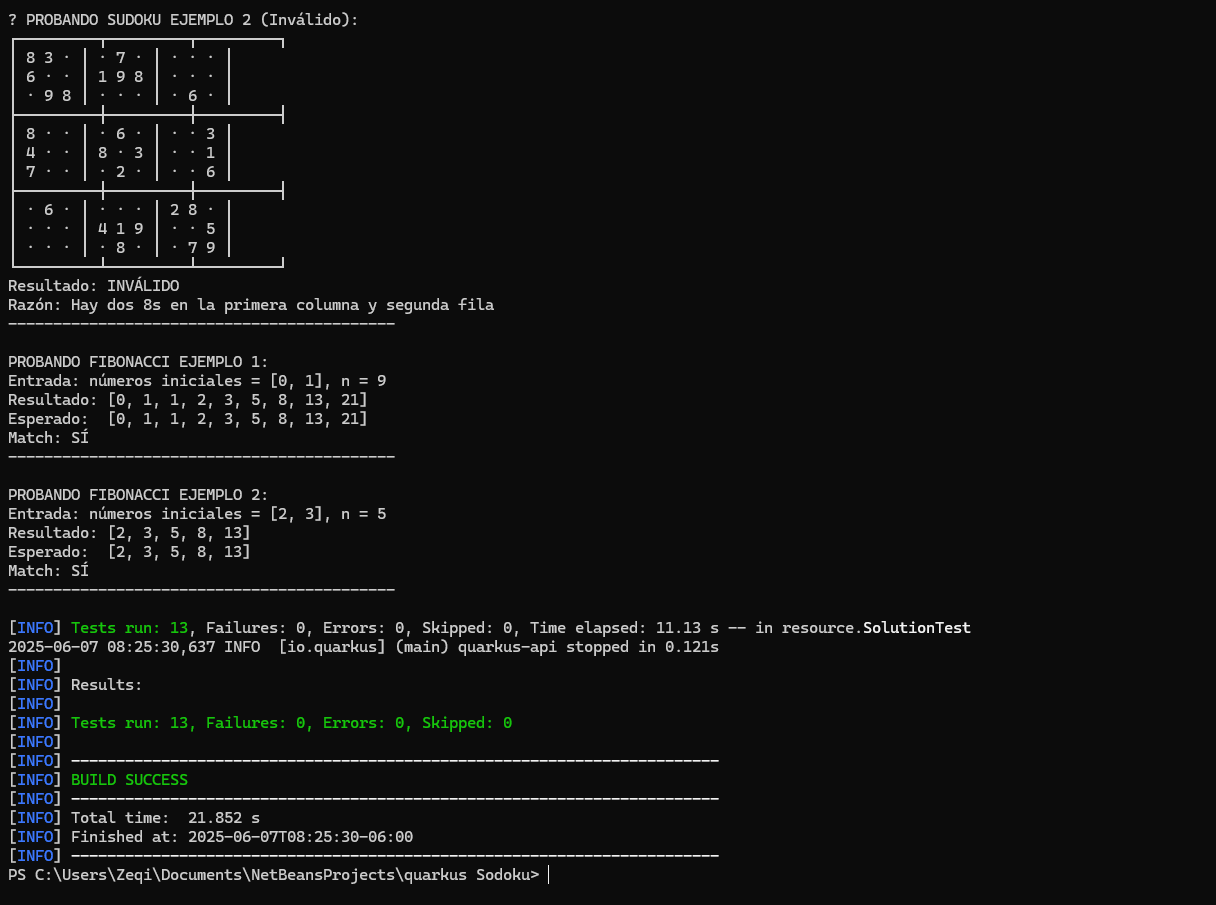 ? PROBANDO SUDOKU EJEMPLO 2 (Inválido):
8 3 · │ · 7 · │ · · · │
6 · · │ 1 9 8 │ · · · │
· 9 8 │ · · · │ · 6 · │
8 · · │ · 6 · │ · · 3 │
4 · · │ 8 · 3 │ · · 1 │
7 · · │ · 2 · │ · · 6 │
· 6 · │ · · · │ 2 8 · │
· · · │ 4 1 9 │ · · 5 │
· · · │ · 8 · │ · 7 9 │
Resultado: INVÁLIDO
Razón: Hay dos 8s en la primera columna y segunda fila
-------------------------------------------
PROBANDO FIBONACCI EJEMPLO 1:
Entrada: números iniciales = [0, 1], n = 9
Resultado: [0, 1, 1, 2, 3, 5, 8, 13, 21]
Esperado:  [0, 1, 1, 2, 3, 5, 8, 13, 21]
Match: SÍ
-------------------------------------------
PROBANDO FIBONACCI EJEMPLO 2:
Entrada: números iniciales = [2, 3], n = 5
Resultado: [2, 3, 5, 8, 13]
Esperado:  [2, 3, 5, 8, 13]
Match: SÍ
-------------------------------------------
[INFO] Tests run: 13, Failures: 0, Errors: 0, Skipped: 0, Time elapsed: 11.13 s -- in resource.SolutionTest
2025-06-07 08:25:30,637 INFO  [io.quarkus] (main) quarkus-api stopped in 0.121s
[INFO]
[INFO] Results:
[INFO]
[INFO] Tests run: 13, Failures: 0, Errors: 0, Skipped: 0
[INFO]
[INFO] ------------------------------------------------------------------------
[INFO] BUILD SUCCESS
[INFO] ------------------------------------------------------------------------
[INFO] Total time:  21.852 s
[INFO] Finished at: 2025-06-07T08:25:30-06:00
[INFO] ------------------------------------------------------------------------
PS C:\Users\Zeqi\Documents\NetBeansProjects\quarkus Sodoku>